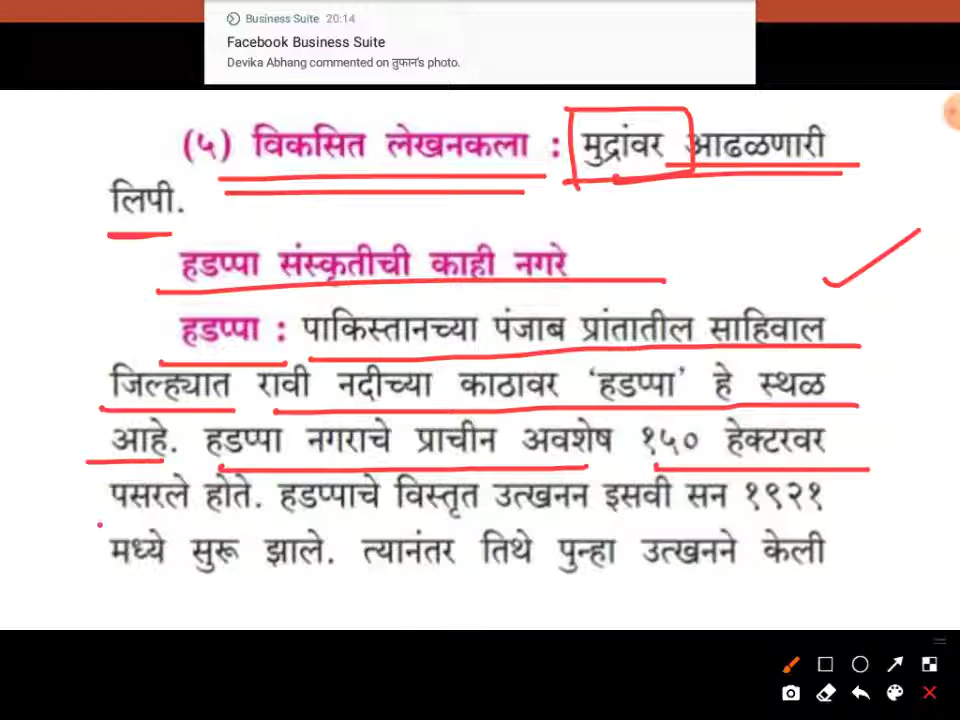 Business Suite 20:14
Facebook Business Suite
Devika Abhang commented on तुफान's photo.
(५) विकसित लेखनकला : मुद्रांवर आढळणारी
लिपी.
हडप्पा संस्कृतीची काही नगरे
हडप्पा : पाकिस्तानच्या पंजाब प्रांतातील साहिवाल
जिल्ह्यात रावी नदीच्या काठावर ‘हडप्पा’ हे स्थळ
आहे. हडप्पा नगराचे प्राचीन अवशेष १५० हेक्टरवर
पसरले होते. हडप्पाचे विस्तृत उत्खनन इसवी सन १९२१
मध्ये सुरू झाले. त्यानंतर तिथे पुन्हा उत्खनने केली